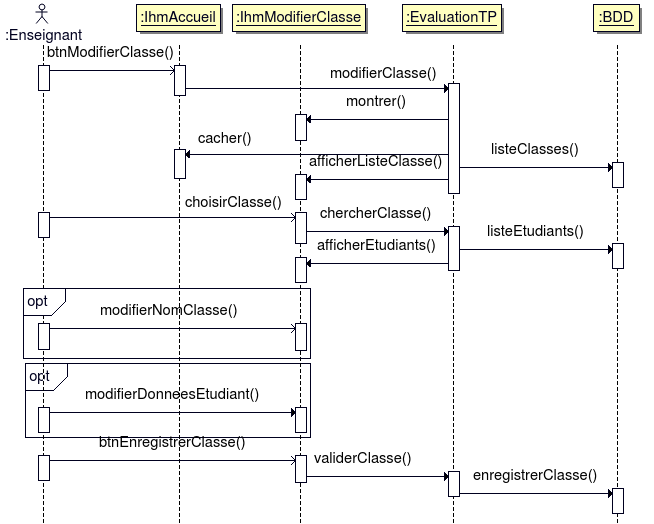 :Enseignant
:IhmAccueil
:IhmModifierClasse
:EvaluationTP
:BDD
btnModifierClasse()
modifierClasse()
montrer()
cacher()
listeClasses()
afficherListeClasse()
choisirClasse()
chercherClasse()
listeEtudiants()
afficherEtudiants()
opt
modifierNomClasse()
opt
modifierDonneesEtudiant()
btnEnregistrerClasse()
validerClasse()
enregistrerClasse()